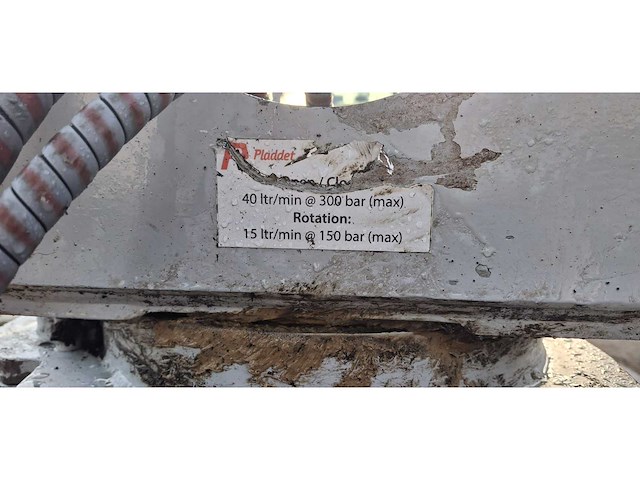 Pladdet
40 ltr/min @ 300 bar (max)
Rotation:
15 ltr/min @ 150 bar (max)